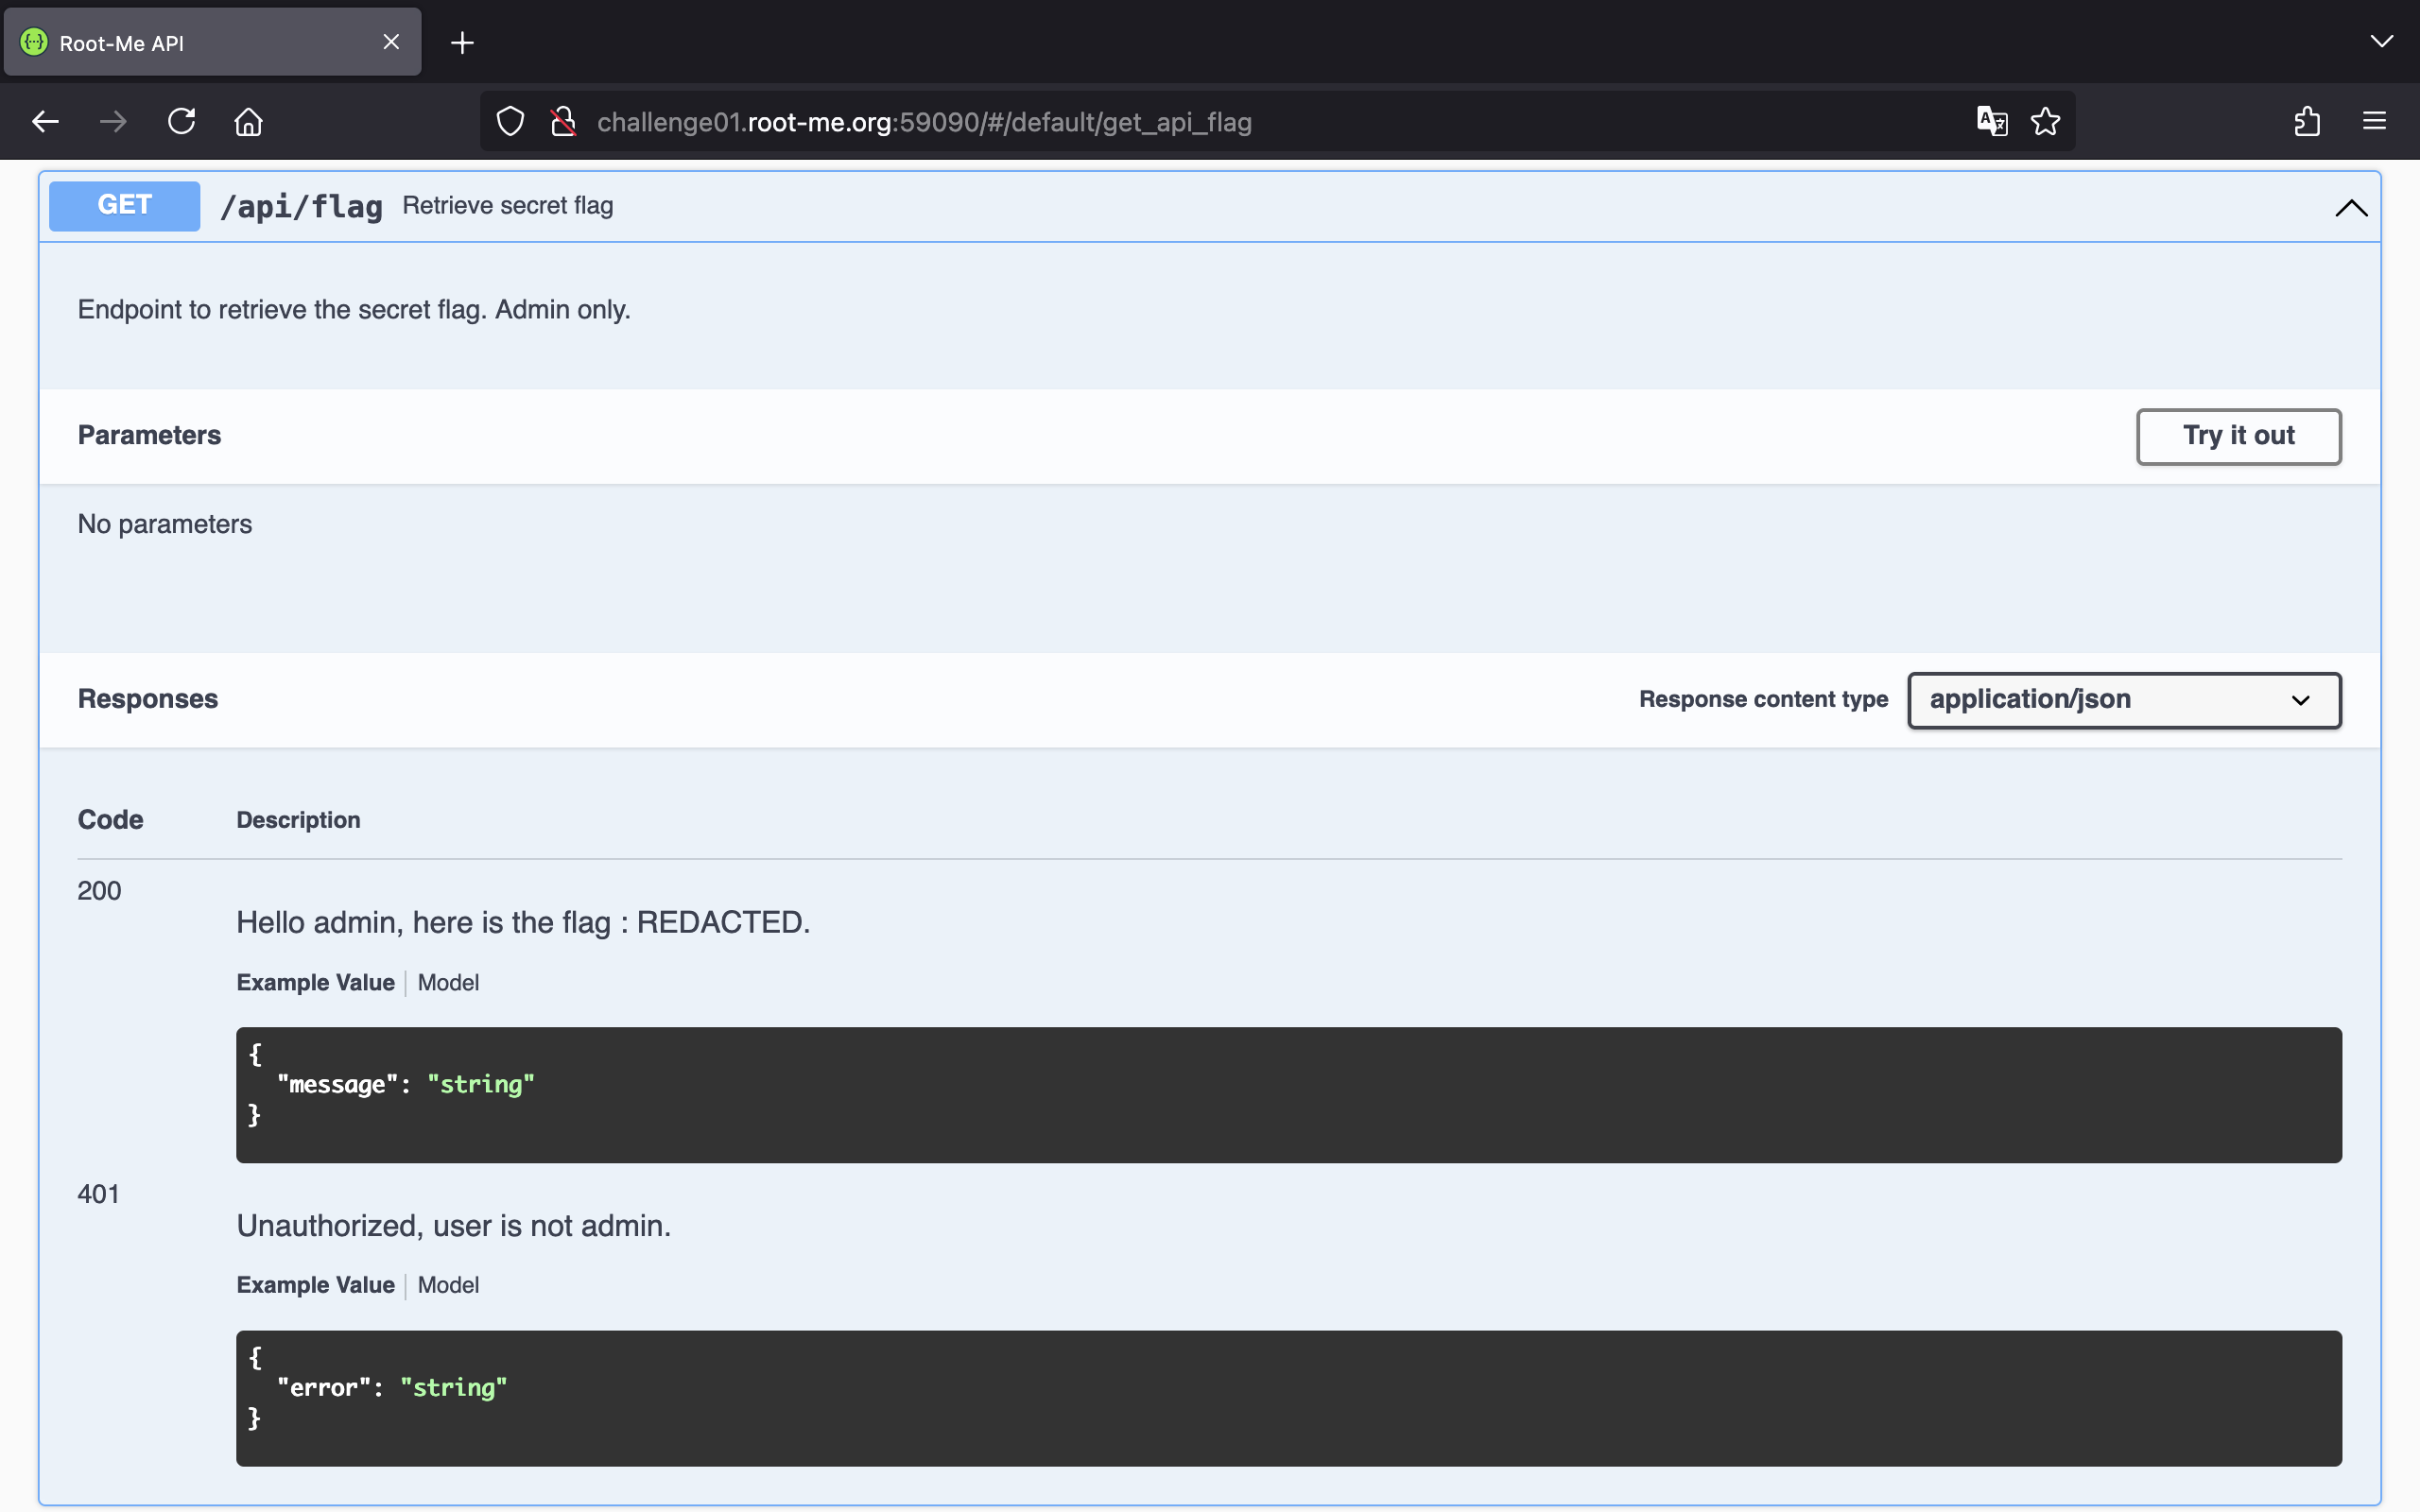 Root-Me API
challenge01.root-me.org:59090/#/default/get_api_flag
GET /api/flag Retrieve secret flag
Endpoint to retrieve the secret flag. Admin only.
Parameters Try it out
No parameters
Responses Response content type application/json
Code Description
200
Hello admin, here is the flag : REDACTED.
Example Value Model
{
"message": "string"
}
401
Unauthorized, user is not admin.
Example Value Model
{
"error": "string"
}